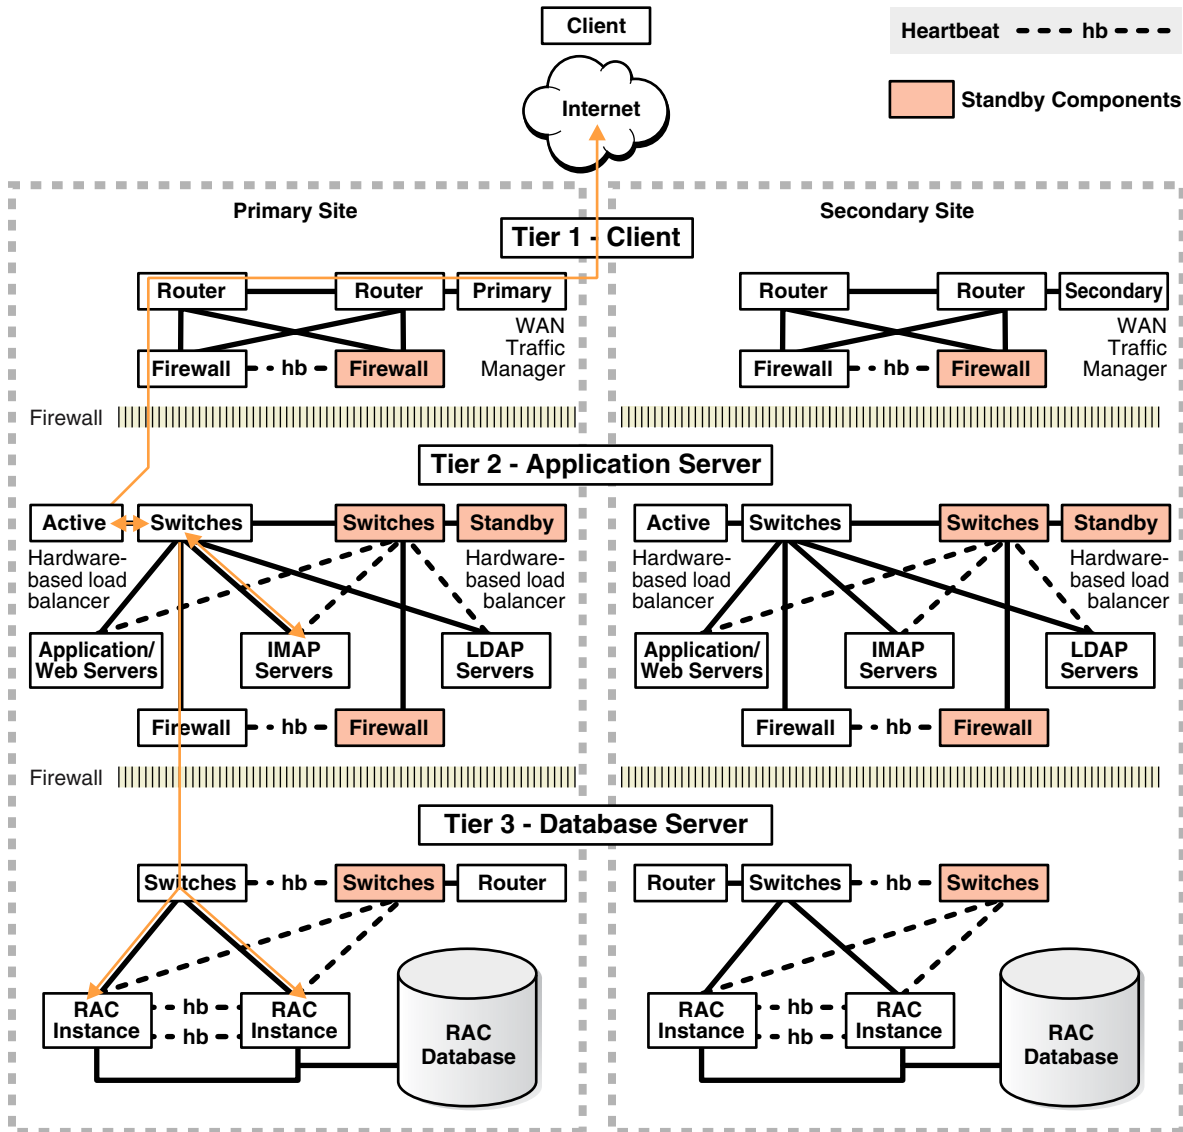 Client
Heartbeat hb
Internet
Standby Components
Primary Site
Secondary Site
Tier 1 - Client
Router
Router
Primary
WAN
Traffic
Manager
Firewall
hb
Firewall
Router
Router
Secondary
WAN
Traffic
Manager
Firewall
hb
Firewall
Firewall
Tier 2 - Application Server
Active
Switches
Switches
Standby
Hardware-
based load
balancer
Hardware-
based load
balancer
Application/
Web Servers
IMAP
Servers
LDAP
Servers
Firewall
hb
Firewall
Active
Switches
Switches
Standby
Hardware-
based load
balancer
Hardware-
based load
balancer
Application/
Web Servers
IMAP
Servers
LDAP
Servers
Firewall
hb
Firewall
Firewall
Tier 3 - Database Server
Switches
hb
Switches
Router
RAC
Instance
hb
hb
RAC
Instance
RAC
Database
Router
Switches
hb
Switches
RAC
Instance
hb
hb
RAC
Instance
RAC
Database